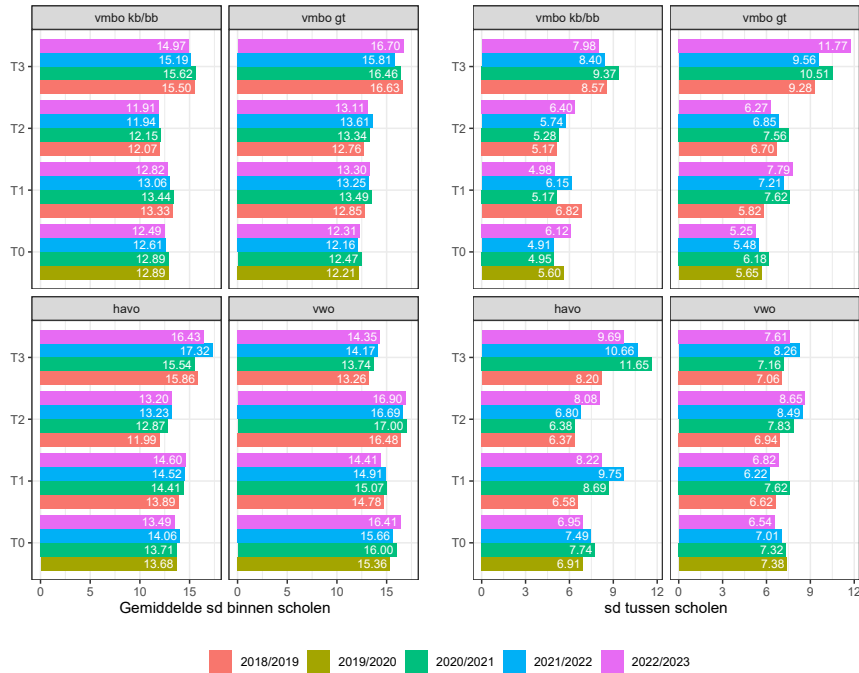 vmbo kb/bb vmbo gt vmbo kb/bb vmbo gt
14.97 16.70 7.98 11.77
T3 15.19 15.81 T3 8.40 9.56
15.62 16.46 9.37 10.51
15.50 16.63 8.57 9.28
11.91 13.11 6.40 6.27
T2 11.94 13.61 T2 5.74 6.85
12.15 13.34 5.28 7.56
12.07 12.76 5.17 6.70
12.82 13.30 4.98 7.79
T1 13.06 13.25 T1 6.15 7.21
13.44 13.49 5.17 7.62
13.33 12.85 6.82 5.82
12.49 12.31 6.12 5.25
T0 12.61 12.16 T0 4.91 5.48
12.89 12.47 4.95 6.18
12.89 12.21 5.60 5.65
havo vwo havo vwo
16.43 14.35 9.69 7.61
T3 17.32 14.17 T3 10.66 8.26
15.54 13.74 11.65 7.16
15.86 13.26 8.20 7.06
13.20 16.90 8.08 8.65
T2 13.23 16.69 T2 6.80 8.49
12.87 17.00 6.38 7.83
11.99 16.48 6.37 6.94
14.60 14.41 8.22 6.82
T1 14.52 14.91 T1 9.75 6.22
14.41 15.07 8.69 7.62
13.89 14.78 6.58 6.62
13.49 16.41 6.95 6.54
T0 14.06 15.66 T0 7.49 7.01
13.71 16.00 7.74 7.32
13.68 15.36 6.91 7.38
0 5 10 15 0 5 10 15 0 3 6 9 12 0 3 6 9 12
Gemiddelde sd binnen scholen sd tussen scholen
2018/2019 2019/2020 2020/2021 2021/2022 2022/2023